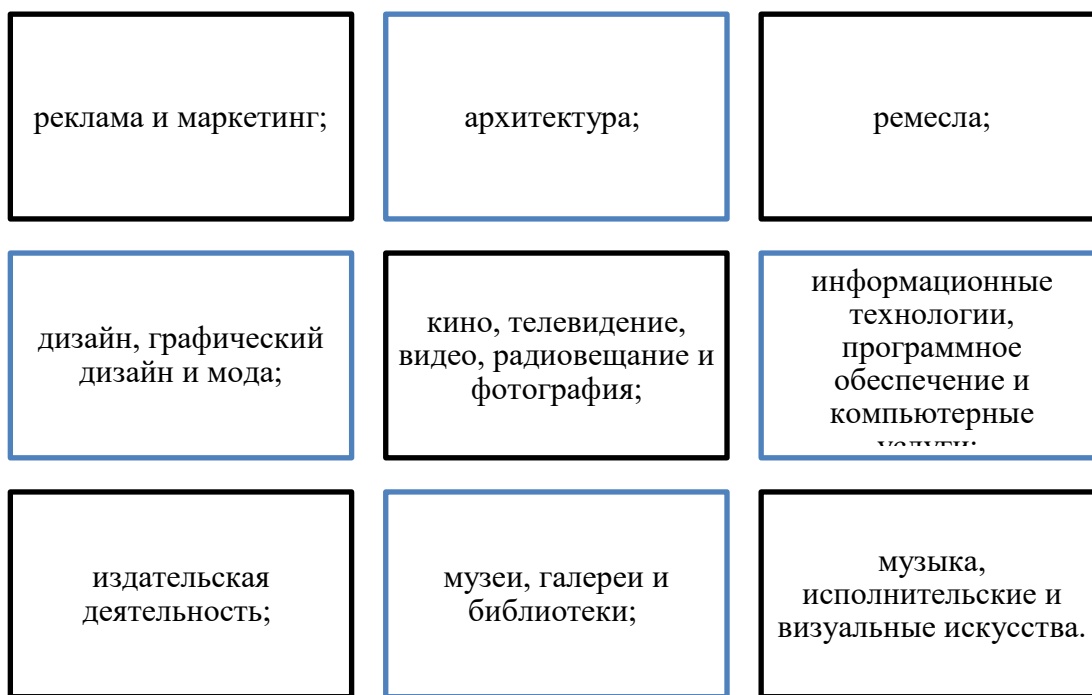 реклама и маркетинг;
архитектура;
ремесла;
дизайн, графический
дизайн и мода;
кино, телевидение,
видео, радиовещание и
фотография;
информационные
технологии,
программное
обеспечение и
компьютерные
услуги;
издательская
деятельность;
музеи, галереи и
библиотеки;
музыка,
исполнительские и
визуальные искусства.